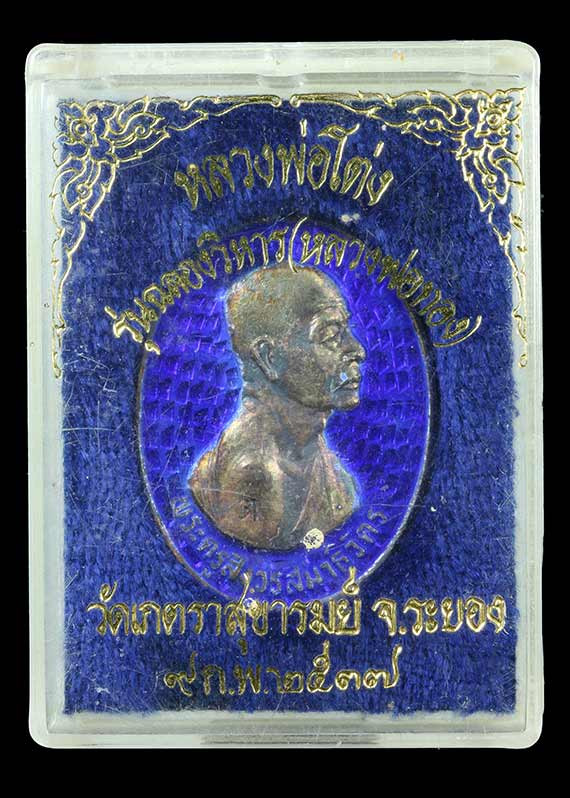 หลวงพ่อโต่ง
รุ่นฉลองวิหาร(หลวงพ่อทอง)
วัดเภตราสุขารมย์ จ.ระยอง
๙ ก.พ. ๒๕๓๗